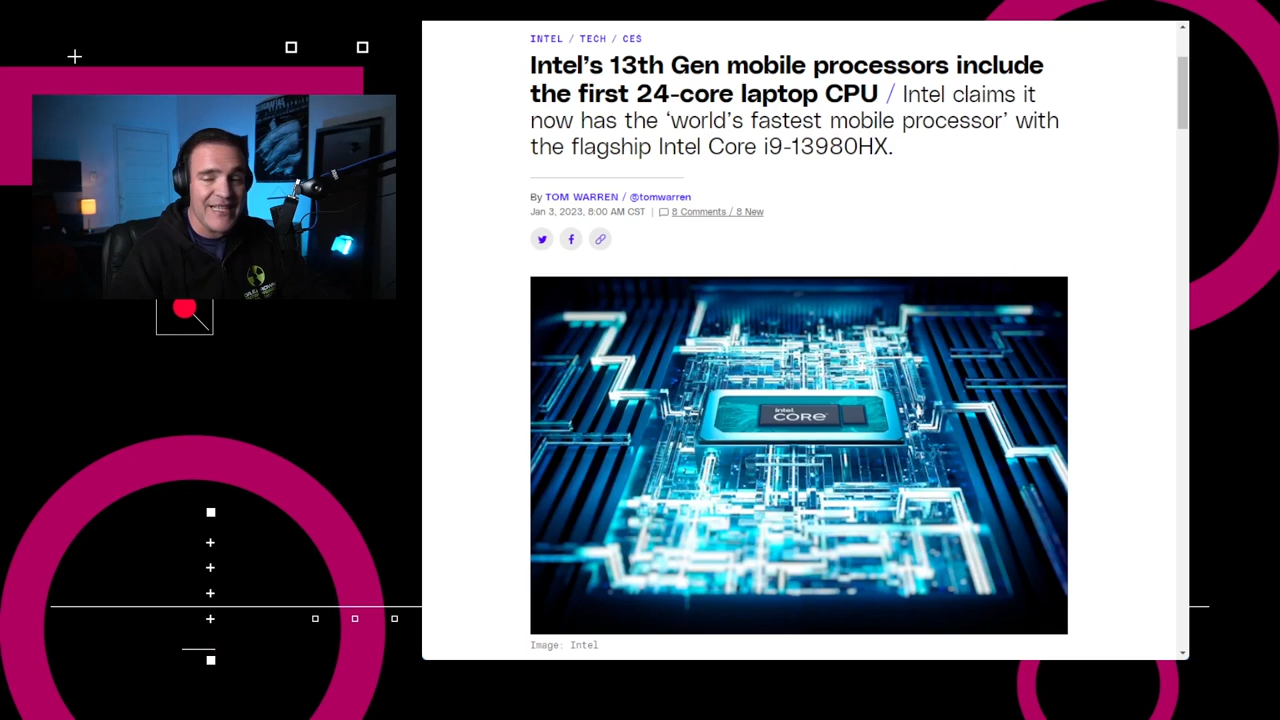 INTEL / TECH / CES
Intel's 13th Gen mobile processors include
the first 24-core laptop CPU / Intel claims it
now has the ‘world's fastest mobile processor’ with
the flagship Intel Core i9-13980HX.
By TOM WARREN / @tomwarren
Jan 3, 2023, 8:00 AM CST | 8 Comments / 8 New
intel
CORE
Image: Intel